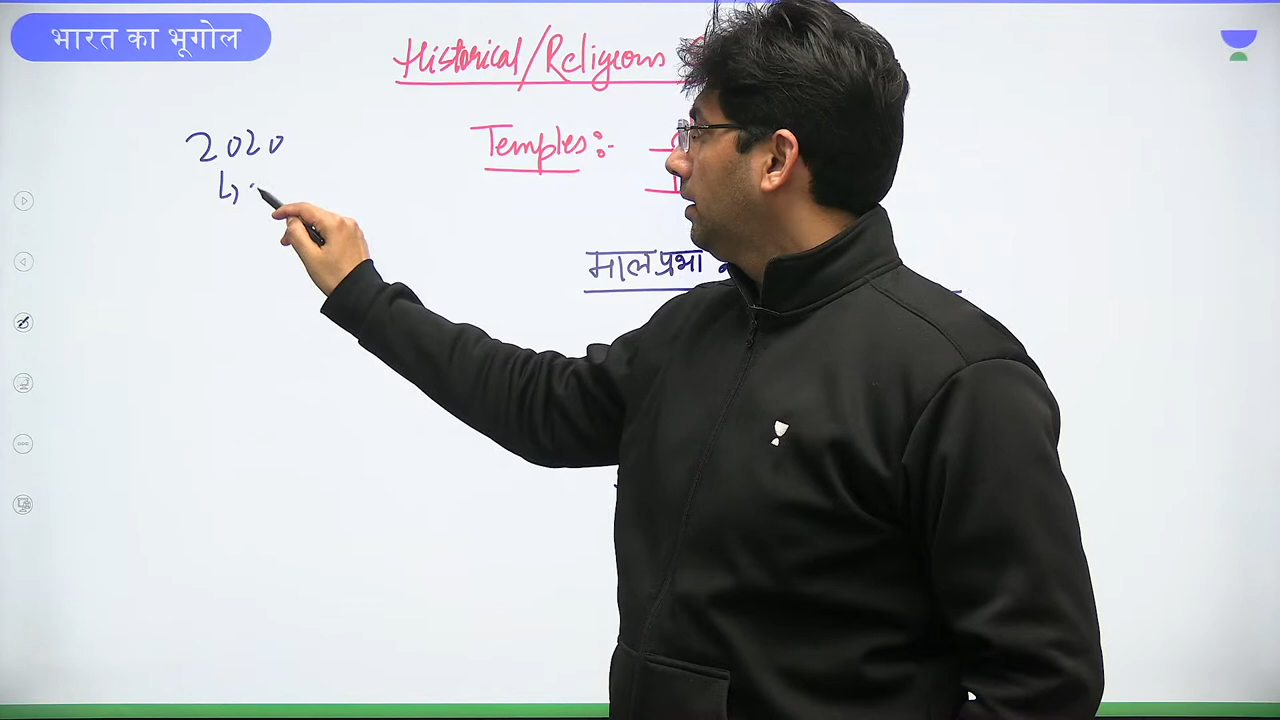 भारत का भूगोल
Historical/Religious
2020
Temples:-
मालप्रभा